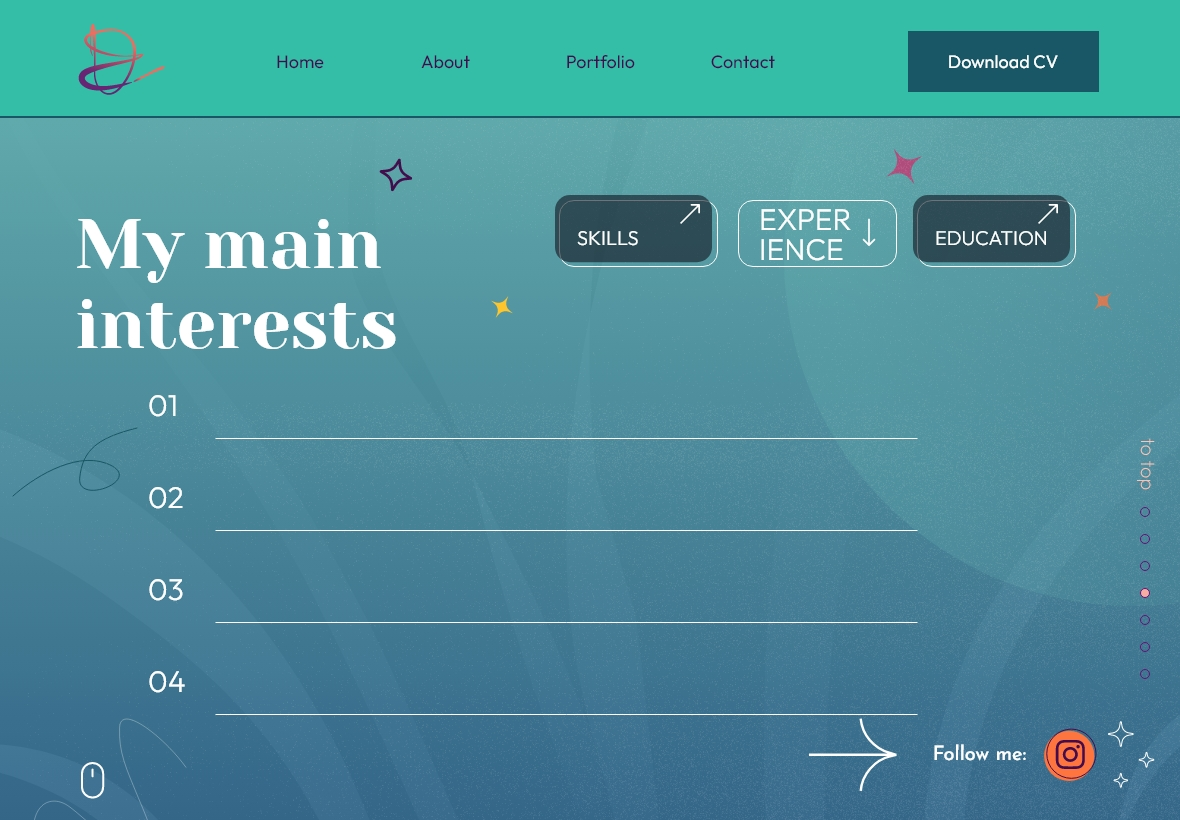 Home
About
Portfolio
Contact
Download CV
My main
interests
SKILLS
EXPER
IENCE
EDUCATION
01
02
03
04
to top
Follow me: